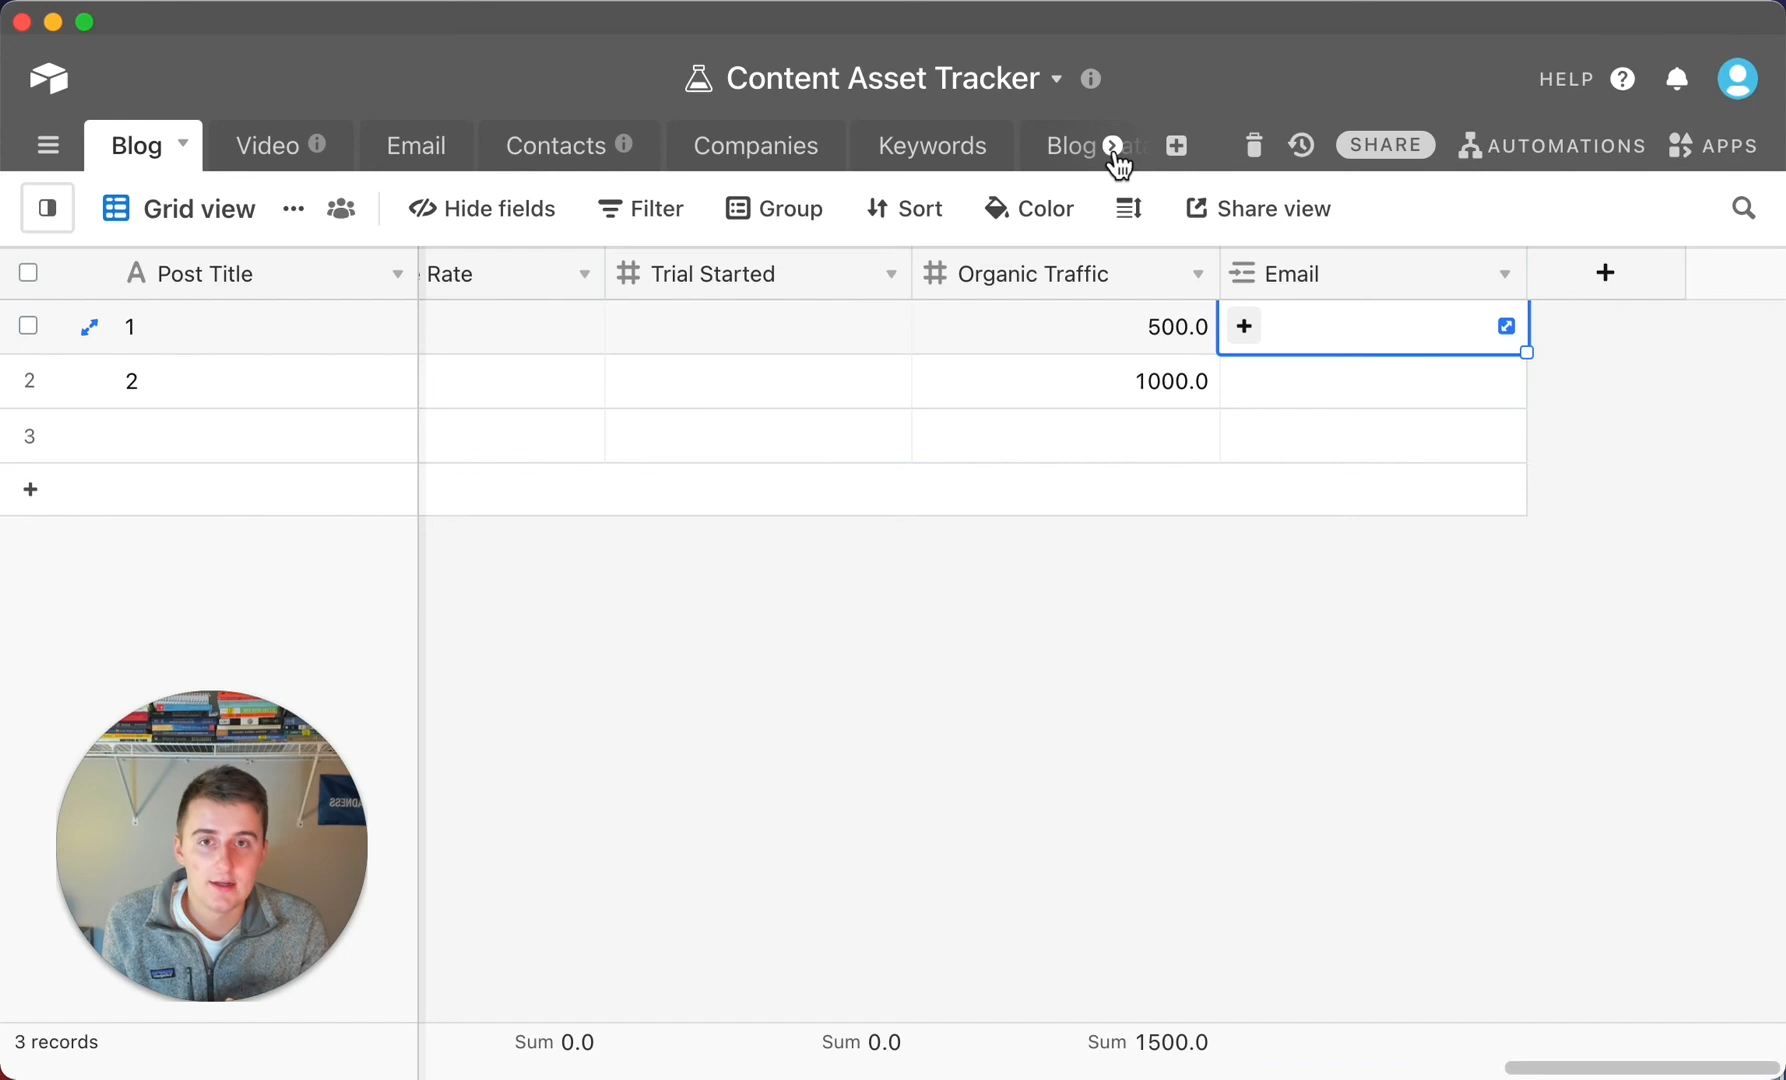 Content Asset Tracker
HELP
Blog Video Email Contacts Companies Keywords Blog
SHARE AUTOMATIONS APPS
Grid view Hide fields Filter Group Sort Color Share view
Post Title Rate Trial Started Organic Traffic Email
1 500.0
2 2 1000.0
3
3 records Sum 0.0 Sum 0.0 Sum 1500.0